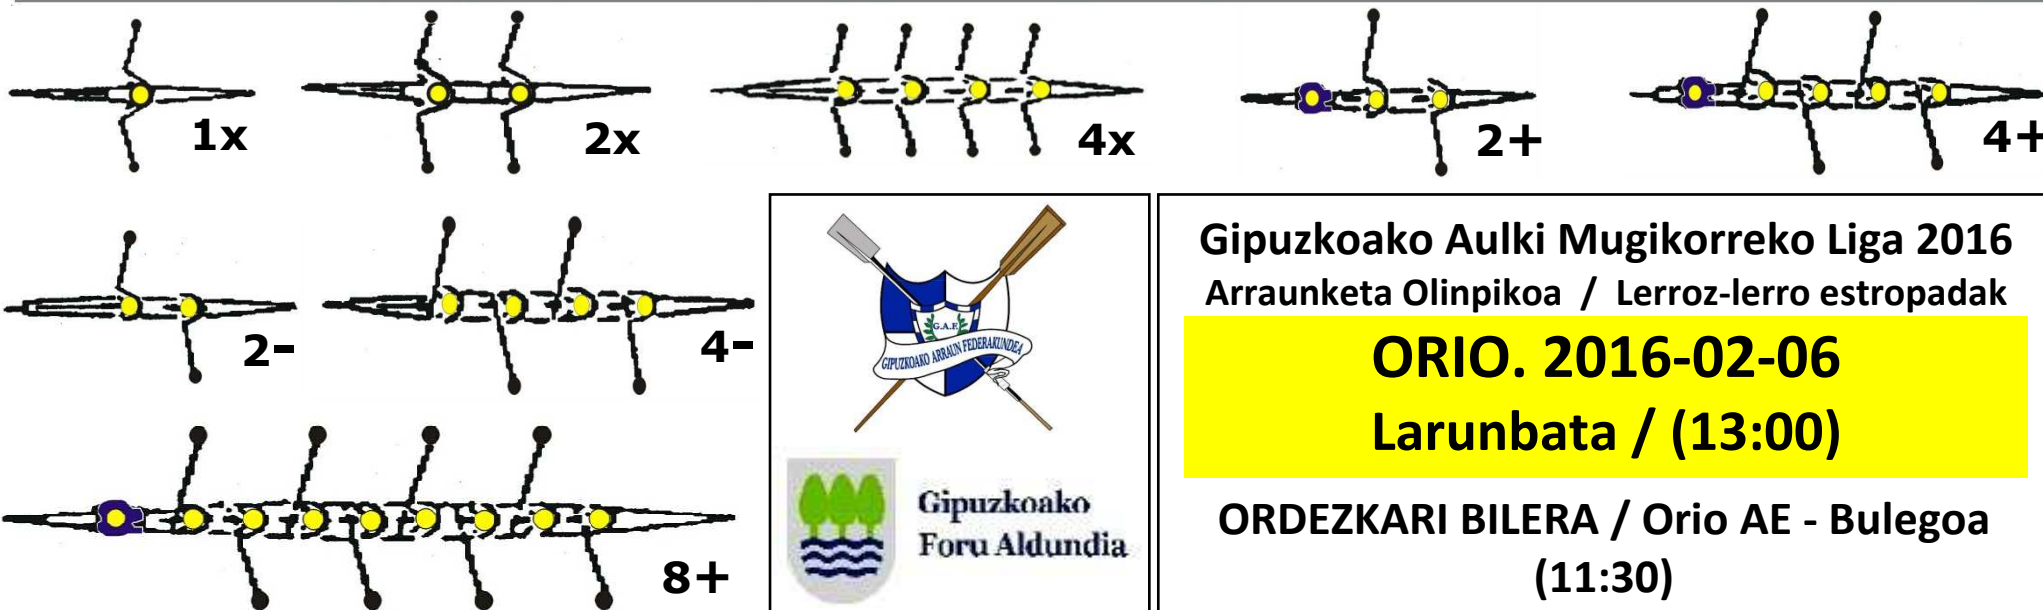 1x
2x
4x
2+
4+
2-
4-
8+
G.A.F.
GIPUZKOAKO ARRAUN FEDERAKUNDEA
Gipuzkoako
Foru Aldundia
Gipuzkoako Aulki Mugikorreko Liga 2016
Arraunketa Olinpikoa / Lerroz-lerro estropadak
ORIO. 2016-02-06
Larunbata / (13:00)
ORDEZKARI BILERA / Orio AE - Bulegoa
(11:30)